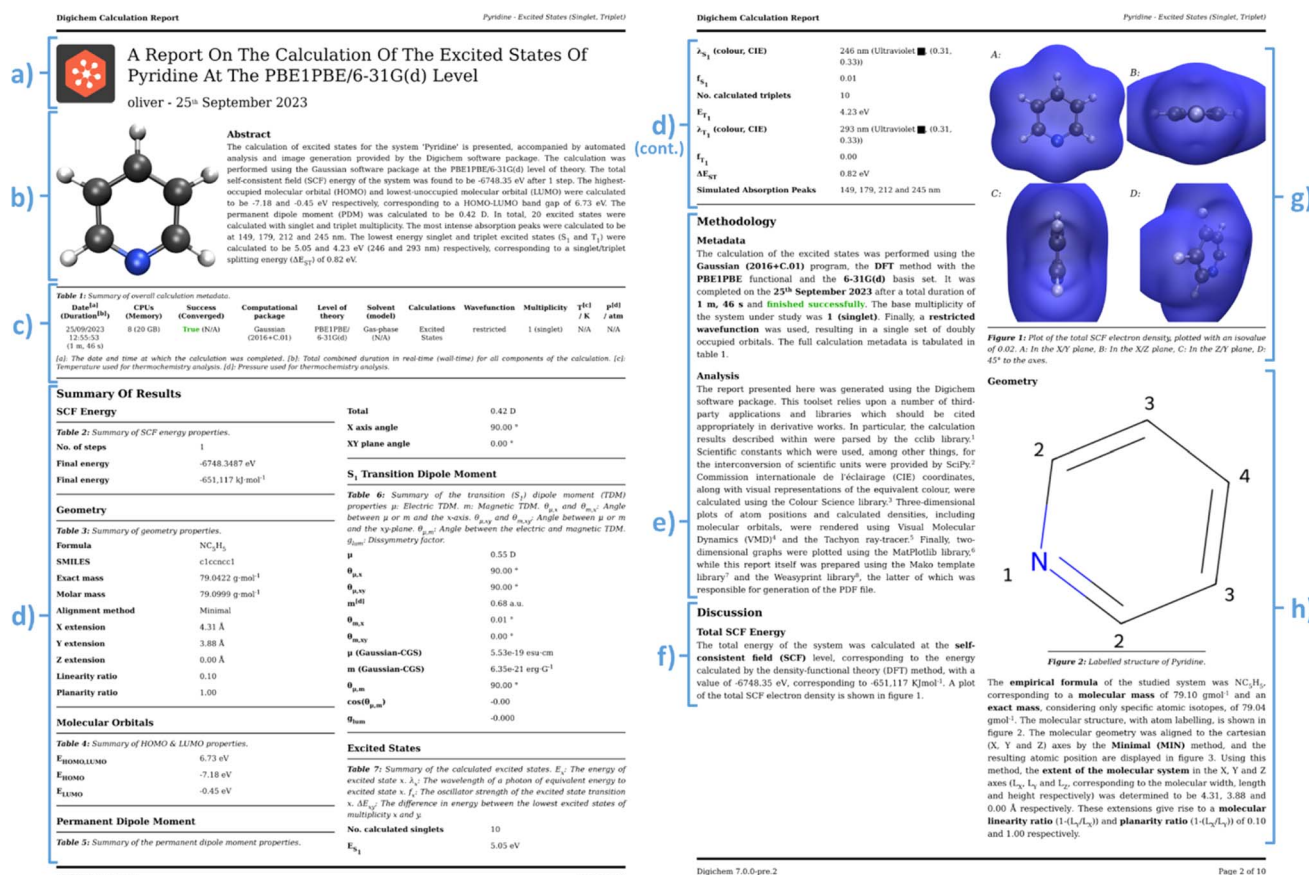 Digichem Calculation Report
Pyridine - Excited States (Singlet, Triplet)
a)
A Report On The Calculation Of The Excited States Of
Pyridine At The PBE1PBE/6-31G(d) Level
oliver - 25th September 2023
b)
Abstract
The calculation of excited states for the system 'Pyridine' is presented, accompanied by automated
analysis and image generation provided by the Digichem software package. The calculation was
performed using the Gaussian software package at the PBE1PBE/6-31G(d) level of theory. The total
self-consistent field (SCF) energy of the system was found to be -6748.35 eV after 1 step. The highest-
occupied molecular orbital (HOMO) and lowest-unoccupied molecular orbital (LUMO) were calculated
to be -7.18 and -0.45 eV respectively, corresponding to a HOMO-LUMO band gap of 6.73 eV. The
permanent dipole moment (PDM) was calculated to be 0.42 D. In total, 20 excited states were
calculated with singlet and triplet multiplicity. The most intense absorption peaks were calculated to be
at 149, 179, 212 and 245 nm. The lowest energy singlet and triplet excited states (S1 and T1) were
calculated to be 5.05 and 4.23 eV (246 and 293 nm) respectively, corresponding to a singlet/triplet
splitting energy (ΔEST) of 0.82 eV.
c)
Table 1: Summary of overall calculation metadata.
Date[a] (Duration[b]) CPUs (Memory) Success (Converged) Computational package Level of theory Solvent (model) Calculations Wavefunction Multiplicity T[c] / K p[d] / atm
25/09/2023 12:55:53 (1 m, 46 s) 8 (20 GB) True (N/A) Gaussian (2016+C.01) PBE1PBE/ 6-31G(d) Gas-phase (N/A) Excited States restricted 1 (singlet) N/A N/A
[a]: The date and time at which the calculation was completed. [b]: Total combined duration in real-time (wall-time) for all components of the calculation. [c]:
Temperature used for thermochemistry analysis. [d]: Pressure used for thermochemistry analysis.
d)
Summary Of Results
SCF Energy
Table 2: Summary of SCF energy properties.
No. of steps 1
Final energy -6748.3487 eV
Final energy -651,117 kJ·mol-1
Geometry
Table 3: Summary of geometry properties.
Formula NC5H5
SMILES c1ccncc1
Exact mass 79.0422 g·mol-1
Molar mass 79.0999 g·mol-1
Alignment method Minimal
X extension 4.31 Å
Y extension 3.88 Å
Z extension 0.00 Å
Linearity ratio 0.10
Planarity ratio 1.00
Molecular Orbitals
Table 4: Summary of HOMO & LUMO properties.
EHOMO,LUMO 6.73 eV
EHOMO -7.18 eV
ELUMO -0.45 eV
Permanent Dipole Moment
Table 5: Summary of the permanent dipole moment properties.
Total 0.42 D
X axis angle 90.00 °
XY plane angle 0.00 °
S1 Transition Dipole Moment
Table 6: Summary of the transition (S1) dipole moment (TDM)
properties μ: Electric TDM. m: Magnetic TDM. θμ,x and θm,x: Angle
between μ or m and the x-axis. θμ,xy and θm,xy: Angle between μ or m
and the xy-plane. θμ,m: Angle between the electric and magnetic TDM.
glum: Dissymmetry factor.
μ 0.55 D
θμ,x 90.00 °
θμ,xy 90.00 °
m[d] 0.68 a.u.
θm,x 0.01 °
θm,xy 0.00 °
μ (Gaussian-CGS) 5.53e-19 esu·cm
m (Gaussian-CGS) 6.35e-21 erg·G-1
θμ,m 90.00 °
cos(θμ,m) -0.00
glum -0.000
Excited States
Table 7: Summary of the calculated excited states. Ex: The energy of
excited state x. λx: The wavelength of a photon of equivalent energy to
excited state x. fx: The oscillator strength of the excited state transition
x. ΔExy: The difference in energy between the lowest excited states of
multiplicity x and y.
No. calculated singlets 10
ES1 5.05 eV
Digichem Calculation Report
Pyridine - Excited States (Singlet, Triplet)
d)
(cont.)
λS1 (colour, CIE) 246 nm (Ultraviolet ■, (0.31, 0.33))
fS1 0.01
No. calculated triplets 10
ET1 4.23 eV
λT1 (colour, CIE) 293 nm (Ultraviolet ■, (0.31, 0.33))
fT1 0.00
ΔEST 0.82 eV
Simulated Absorption Peaks 149, 179, 212 and 245 nm
e)
Methodology
Metadata
The calculation of the excited states was performed using the
Gaussian (2016+C.01) program, the DFT method with the
PBE1PBE functional and the 6-31G(d) basis set. It was
completed on the 25th September 2023 after a total duration of
1 m, 46 s and finished successfully. The base multiplicity of
the system under study was 1 (singlet). Finally, a restricted
wavefunction was used, resulting in a single set of doubly
occupied orbitals. The full calculation metadata is tabulated in
table 1.
Analysis
The report presented here was generated using the Digichem
software package. This toolset relies upon a number of third-
party applications and libraries which should be cited
appropriately in derivative works. In particular, the calculation
results described within were parsed by the cclib library.1
Scientific constants which were used, among other things, for
the interconversion of scientific units were provided by SciPy.2
Commission internationale de l'éclairage (CIE) coordinates,
along with visual representations of the equivalent colour, were
calculated using the Colour Science library.3 Three-dimensional
plots of atom positions and calculated densities, including
molecular orbitals, were rendered using Visual Molecular
Dynamics (VMD)4 and the Tachyon ray-tracer.5 Finally, two-
dimensional graphs were plotted using the MatPlotlib library,6
while this report itself was prepared using the Mako template
library7 and the Weasyprint library8, the latter of which was
responsible for generation of the PDF file.
f)
Discussion
Total SCF Energy
The total energy of the system was calculated at the self-
consistent field (SCF) level, corresponding to the energy
calculated by the density-functional theory (DFT) method, with a
value of -6748.35 eV, corresponding to -651,117 KJmol-1. A plot
of the total SCF electron density is shown in figure 1.
g)
A:
B:
C:
D:
Figure 1: Plot of the total SCF electron density, plotted with an isovalue
of 0.02. A: In the X/Y plane, B: In the X/Z plane, C: In the Z/Y plane, D:
45° to the axes.
h)
Geometry
3
2
4
N
1
3
2
Figure 2: Labelled structure of Pyridine.
The empirical formula of the studied system was NC5H5,
corresponding to a molecular mass of 79.10 gmol-1 and an
exact mass, considering only specific atomic isotopes, of 79.04
gmol-1. The molecular structure, with atom labelling, is shown in
figure 2. The molecular geometry was aligned to the cartesian
(X, Y and Z) axes by the Minimal (MIN) method, and the
resulting atomic position are displayed in figure 3. Using this
method, the extent of the molecular system in the X, Y and Z
axes (Lx, Ly and Lz, corresponding to the molecular width, length
and height respectively) was determined to be 4.31, 3.88 and
0.00 Å respectively. These extensions give rise to a molecular
linearity ratio (1-(Ly/Lx)) and planarity ratio (1-(Lz/Ly)) of 0.10
and 1.00 respectively.
Digichem 7.0.0-pre.2
Page 2 of 10